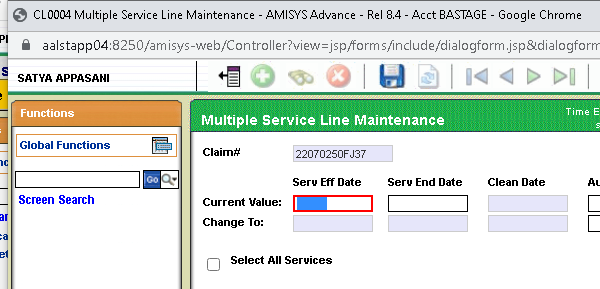 CL0004 Multiple Service Line Maintenance - AMISYS Advance - Rel 8.4 - Acct BASTAGE - Google Chrome
aalstapp04:8250/amisys-web/Controller?view=jsp/forms/include/dialogform.jsp&dialogform
SATYA APPASANI
Functions
Global Functions
Go
Screen Search
Multiple Service Line Maintenance
Time E
Claim# 22070250FJ37
Serv Eff Date Serv End Date Clean Date Au
Current Value:
Change To:
Select All Services